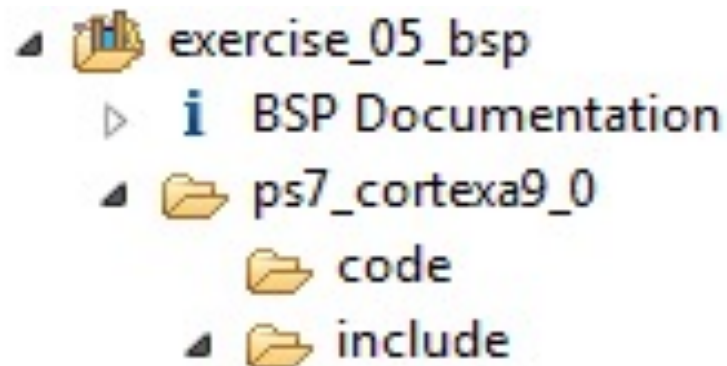 exercise_05_bsp
BSP Documentation
ps7_cortexa9_0
code
include